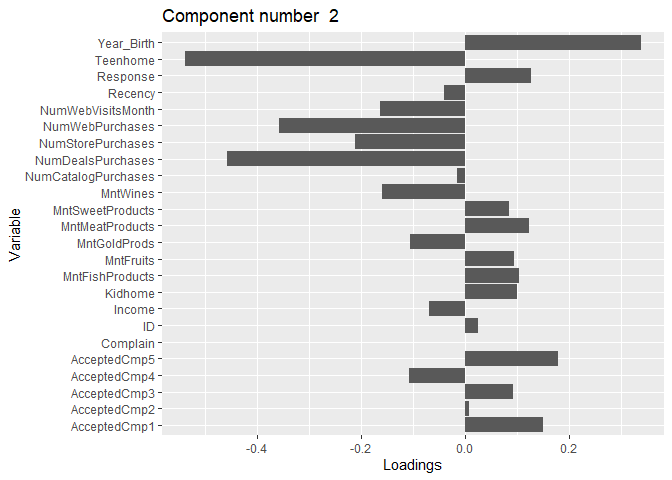 Component number  2
Year_Birth
Teenhome
Response
Recency
NumWebVisitsMonth
NumWebPurchases
NumStorePurchases
NumDealsPurchases
NumCatalogPurchases
MntWines
MntSweetProducts
MntMeatProducts
MntGoldProds
MntFruits
MntFishProducts
Kidhome
Income
ID
Complain
AcceptedCmp5
AcceptedCmp4
AcceptedCmp3
AcceptedCmp2
AcceptedCmp1
Variable
-0.4 -0.2 0.0 0.2
Loadings